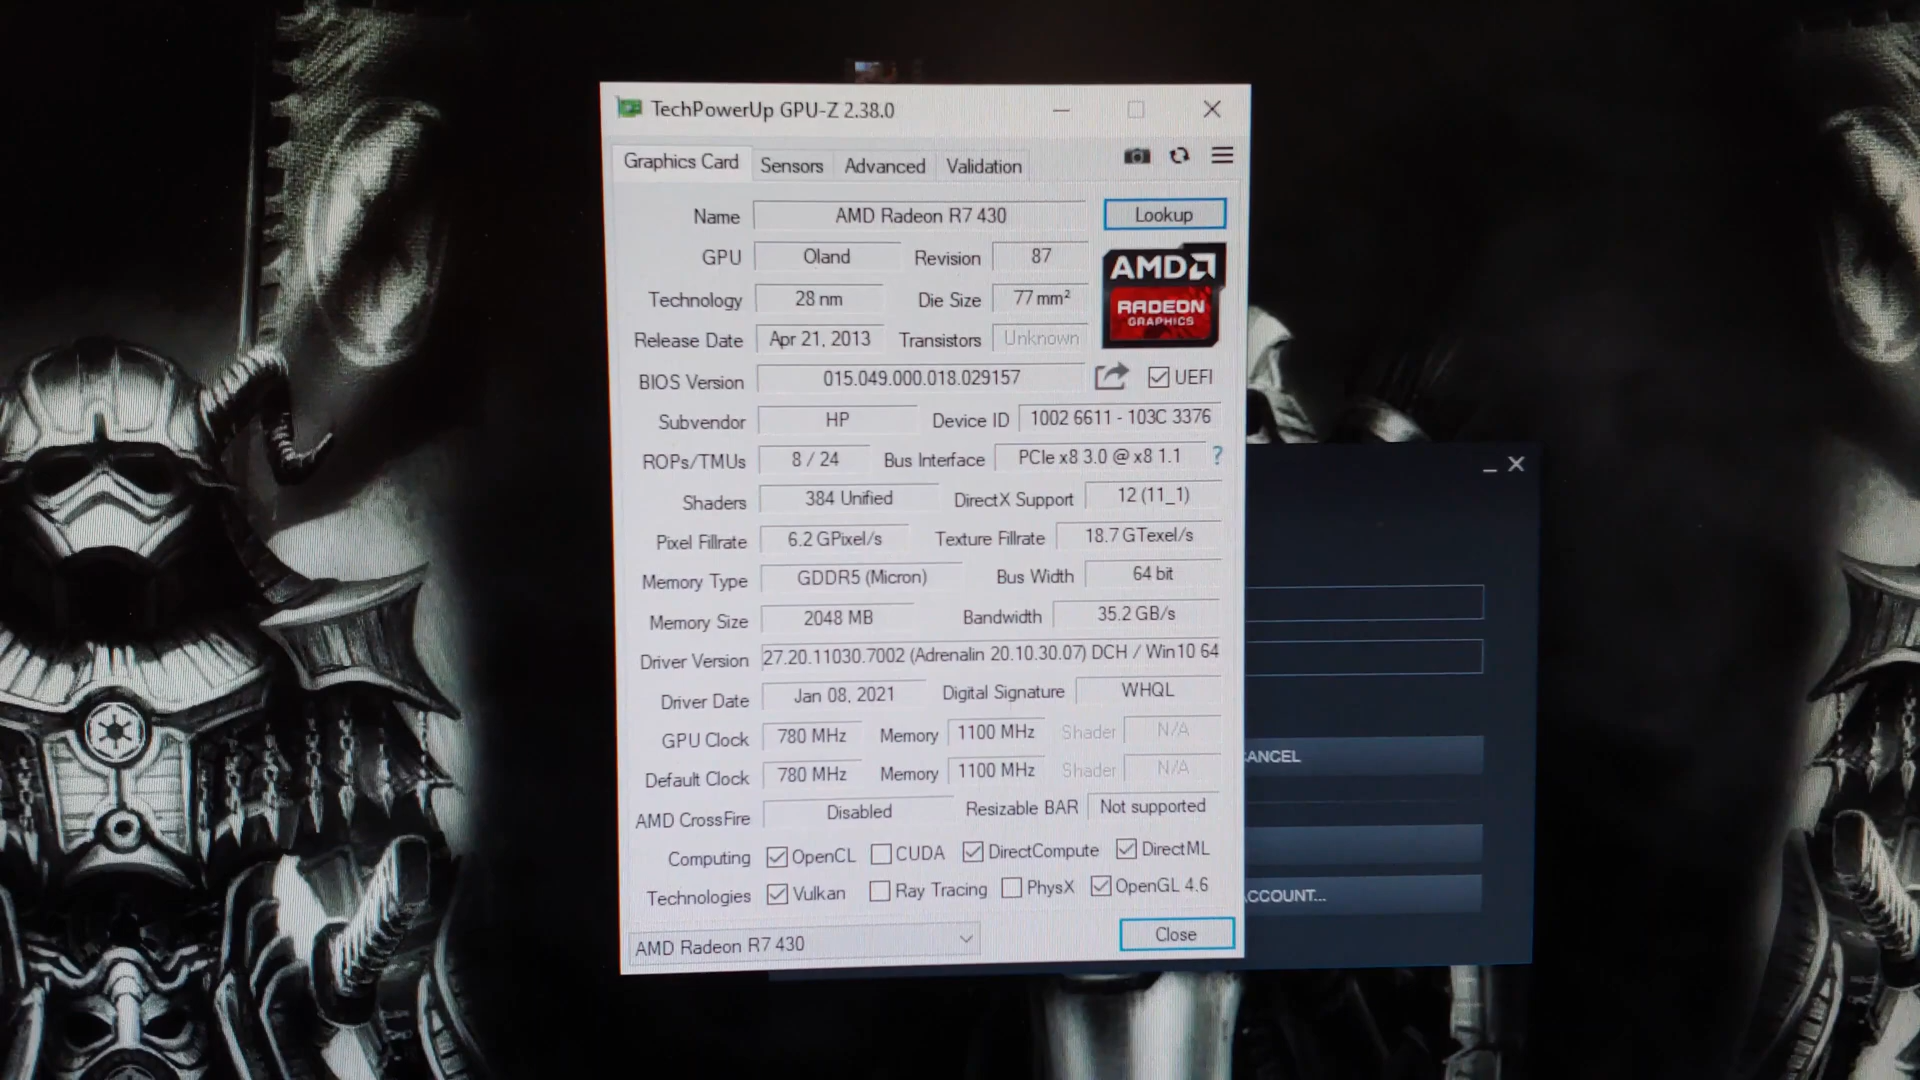 TechPowerUp GPU-Z 2.38.0
Graphics Card Sensors Advanced Validation
Name AMD Radeon R7 430 Lookup
GPU Oland Revision 87
AMD
RADEON
GRAPHICS
Technology 28 nm Die Size 77 mm²
Release Date Apr 21, 2013 Transistors Unknown
BIOS Version 015.049.000.018.029157 UEFI
Subvendor HP Device ID 1002 6611 - 103C 3376
ROPs/TMUs 8 / 24 Bus Interface PCIe x8 3.0 @ x8 1.1 ?
Shaders 384 Unified DirectX Support 12 (11_1)
Pixel Fillrate 6.2 GPixel/s Texture Fillrate 18.7 GTexel/s
Memory Type GDDR5 (Micron) Bus Width 64 bit
Memory Size 2048 MB Bandwidth 35.2 GB/s
Driver Version 27.20.11030.7002 (Adrenalin 20.10.30.07) DCH / Win10 64
Driver Date Jan 08, 2021 Digital Signature WHQL
GPU Clock 780 MHz Memory 1100 MHz Shader N/A
Default Clock 780 MHz Memory 1100 MHz Shader N/A
AMD CrossFire Disabled Resizable BAR Not supported
Computing OpenCL CUDA DirectCompute DirectML
Technologies Vulkan Ray Tracing PhysX OpenGL 4.6
AMD Radeon R7 430 Close
ANCEL
CCOUNT...